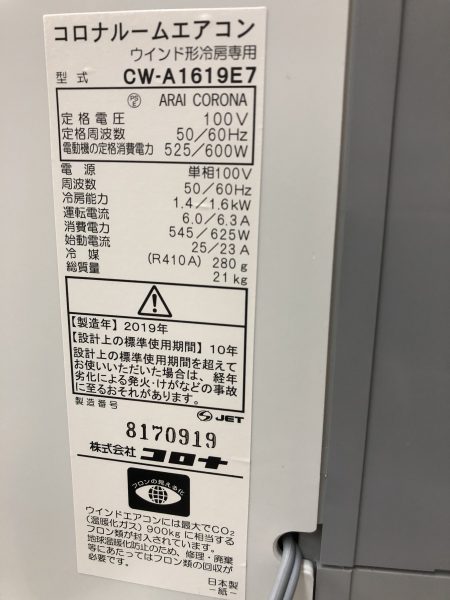 コロナルームエアコン
ウインド形冷房専用
型式 CW-A1619E7
PSE ARAI CORONA
定格電圧 100V
定格周波数 50/60Hz
電動機の定格消費電力 525/600W
電源 単相100V
周波数 50/60Hz
冷房能力 1.4/1.6kW
運転電流 6.0/6.3A
消費電力 545/625W
始動電流 25/23A
冷媒 (R410A) 280g
総質量 21kg
【製造年】2019年
【設計上の標準使用期間】10年
設計上の標準使用期間を超えて
お使いいただいた場合は、経年
劣化による発火・けがなどの事故
に至るおそれがあります。
製造番号
JET
8170919
株式会社 コロナ
フロンの見える化
ウインドエアコンには最大でCO₂
(温暖化ガス) 900kgに相当する
フロン類が封入されています。
地球温暖化防止のため、修理・廃棄
等にあたってはフロン類の回収が
必要です。
日本製
-紙-